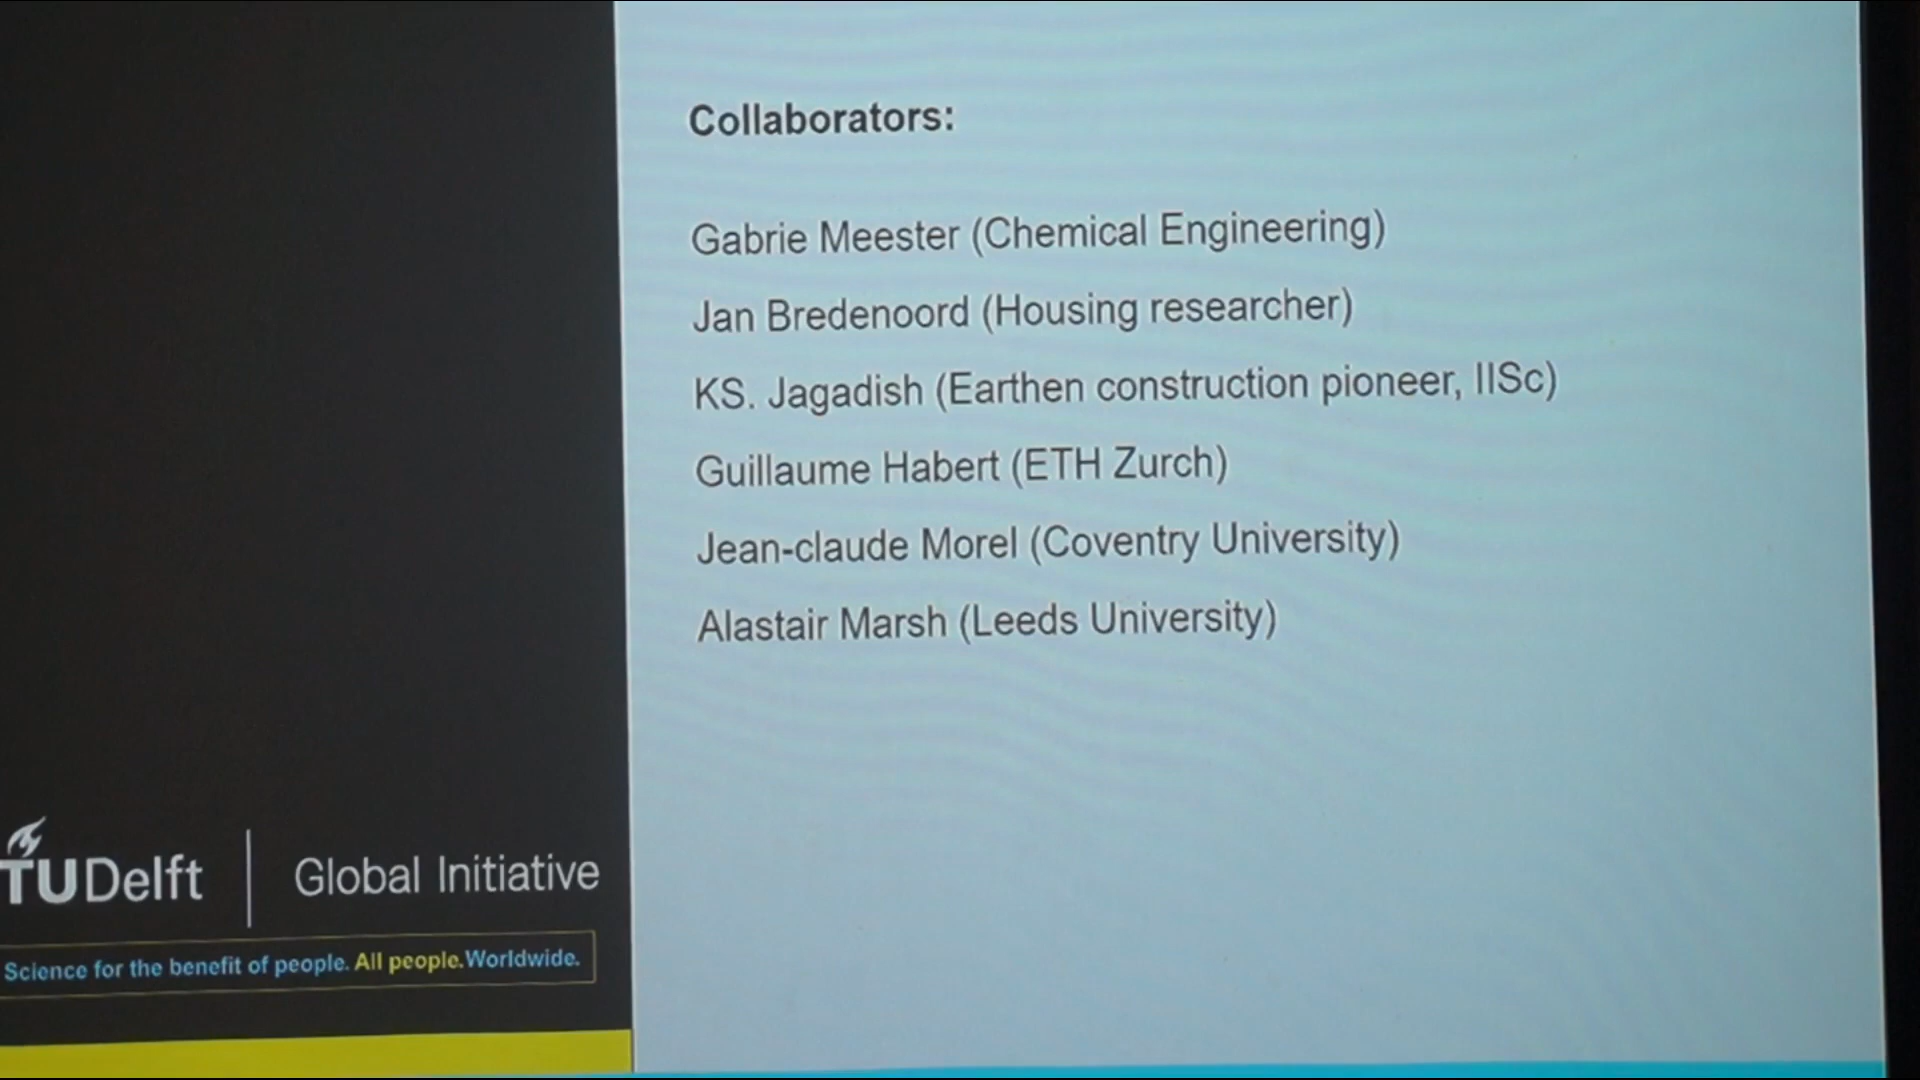 Collaborators:
Gabrie Meester (Chemical Engineering)
Jan Bredenoord (Housing researcher)
KS. Jagadish (Earthen construction pioneer, IISc)
Guillaume Habert (ETH Zurch)
Jean-claude Morel (Coventry University)
Alastair Marsh (Leeds University)
TUDelft | Global Initiative
Science for the benefit of people. All people.Worldwide.